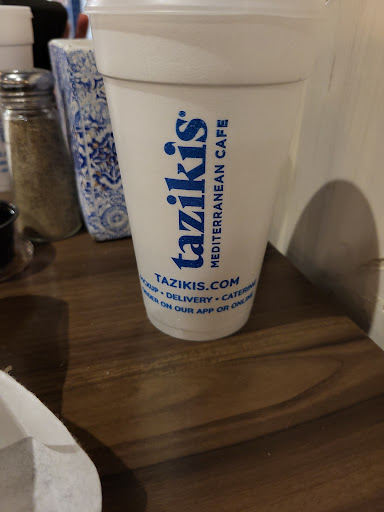 tazikis®
MEDITERRANEAN CAFE
TAZIKIS.COM
PICKUP • DELIVERY • CATERING
ORDER ON OUR APP OR ONLINE